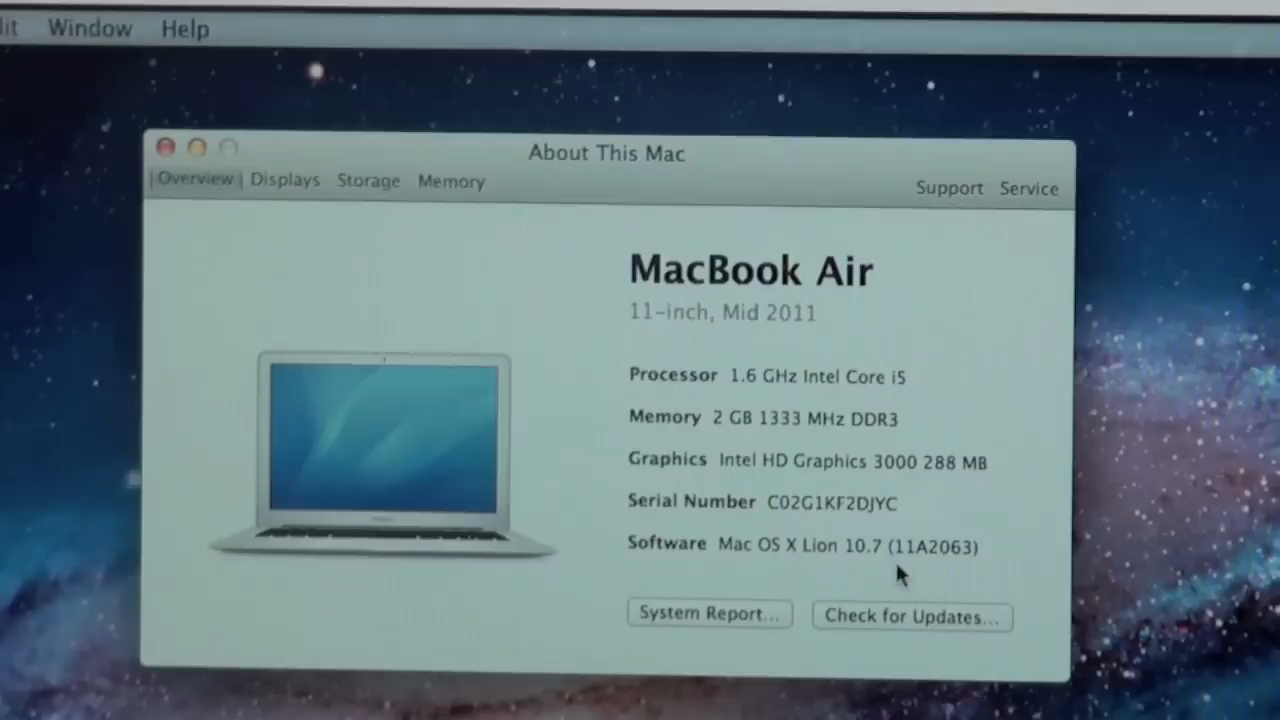 Window Help
About This Mac
Overview Displays Storage Memory Support Service
MacBook Air
11-inch, Mid 2011
Processor 1.6 GHz Intel Core i5
Memory 2 GB 1333 MHz DDR3
Graphics Intel HD Graphics 3000 288 MB
Serial Number C02G1KF2DJYC
Software Mac OS X Lion 10.7 (11A2063)
System Report... Check for Updates...